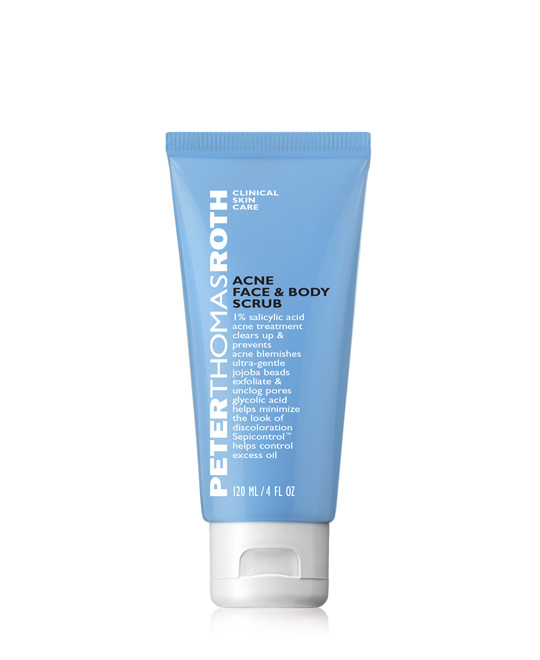 PETERTHOMASROTH
CLINICAL
SKIN
CARE
ACNE
FACE & BODY
SCRUB
1% salicylic acid
acne treatment
clears up &
prevents
acne blemishes
ultra-gentle
jojoba beads
exfoliate &
unclog pores
glycolic acid
helps minimize
the look of
discoloration
Sepicontrol™
helps control
excess oil
120 ML / 4 FL OZ